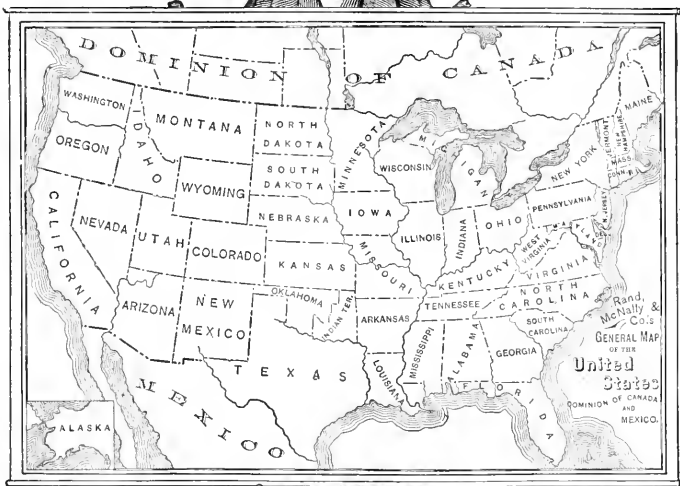 DOMINION OF CANADA
WASHINGTON
MONTANA
NORTH
DAKOTA
MINNESOTA
MICHIGAN
MAINE
OREGON
IDAHO
WISCONSIN
VERMONT
N. HAMPSHIRE
NEW YORK
MASS
CONN.
R.I.
SOUTH
DAKOTA
WYOMING
NEBRASKA
IOWA
PENNSYLVANIA
N. JERSEY
CALIFORNIA
NEVADA
UTAH
COLORADO
ILLINOIS
INDIANA
OHIO
WEST
VIRGINIA
DEL
KANSAS
MISSOURI
KENTUCKY
VIRGINIA
ARIZONA
NEW
MEXICO
OKLAHOMA
INDIAN TER.
ARKANSAS
TENNESSEE
NORTH
CAROLINA
SOUTH
CAROLINA
TEXAS
LOUISIANA
MISSISSIPPI
ALABAMA
GEORGIA
FLORIDA
MEXICO
ALASKA
Rand,
McNally &
Co.'s
GENERAL MAP
OF THE
United
States
DOMINION OF CANADA
AND
MEXICO.